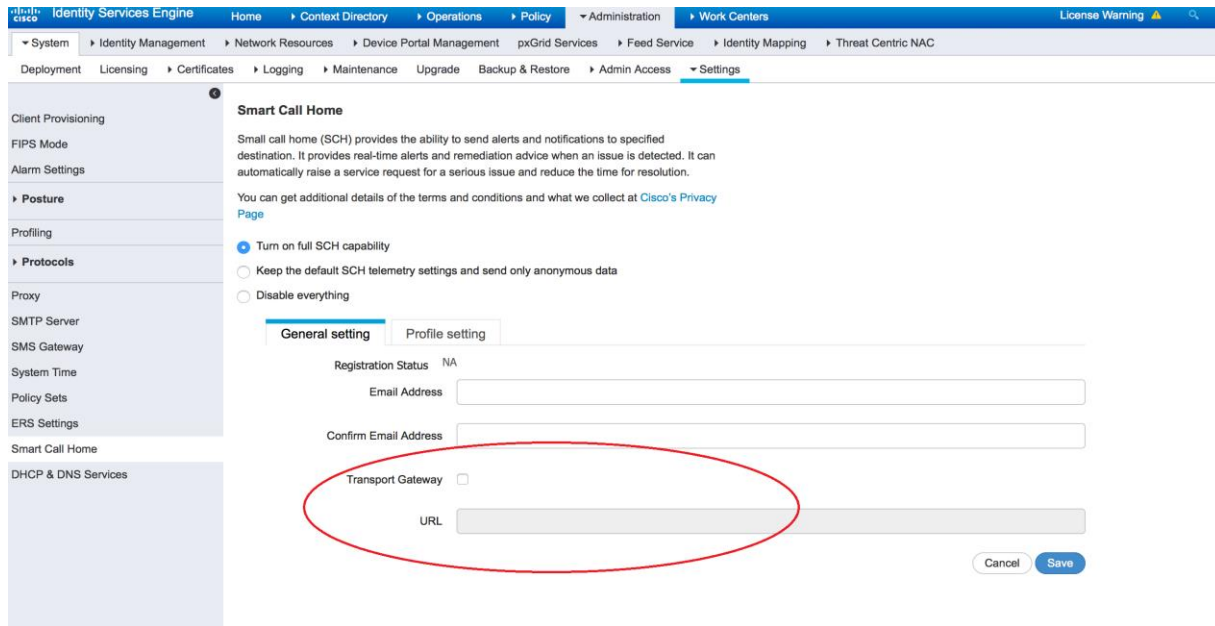 cisco Identity Services Engine Home Context Directory Operations Policy Administration Work Centers License Warning
System Identity Management Network Resources Device Portal Management pxGrid Services Feed Service Identity Mapping Threat Centric NAC
Deployment Licensing Certificates Logging Maintenance Upgrade Backup & Restore Admin Access Settings
Client Provisioning
FIPS Mode
Alarm Settings
Posture
Profiling
Protocols
Proxy
SMTP Server
SMS Gateway
System Time
Policy Sets
ERS Settings
Smart Call Home
DHCP & DNS Services
Smart Call Home
Small call home (SCH) provides the ability to send alerts and notifications to specified
destination. It provides real-time alerts and remediation advice when an issue is detected. It can
automatically raise a service request for a serious issue and reduce the time for resolution.
You can get additional details of the terms and conditions and what we collect at Cisco's Privacy
Page
Turn on full SCH capability
Keep the default SCH telemetry settings and send only anonymous data
Disable everything
General setting Profile setting
Registration Status NA
Email Address
Confirm Email Address
Transport Gateway
URL
Cancel Save